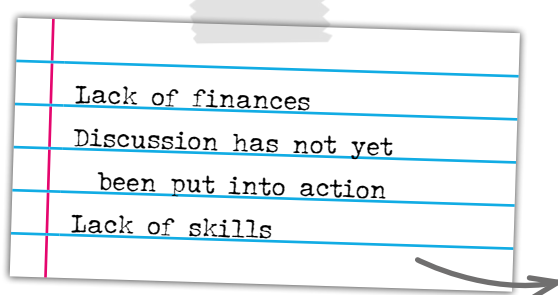 Lack of finances
Discussion has not yet
been put into action
Lack of skills